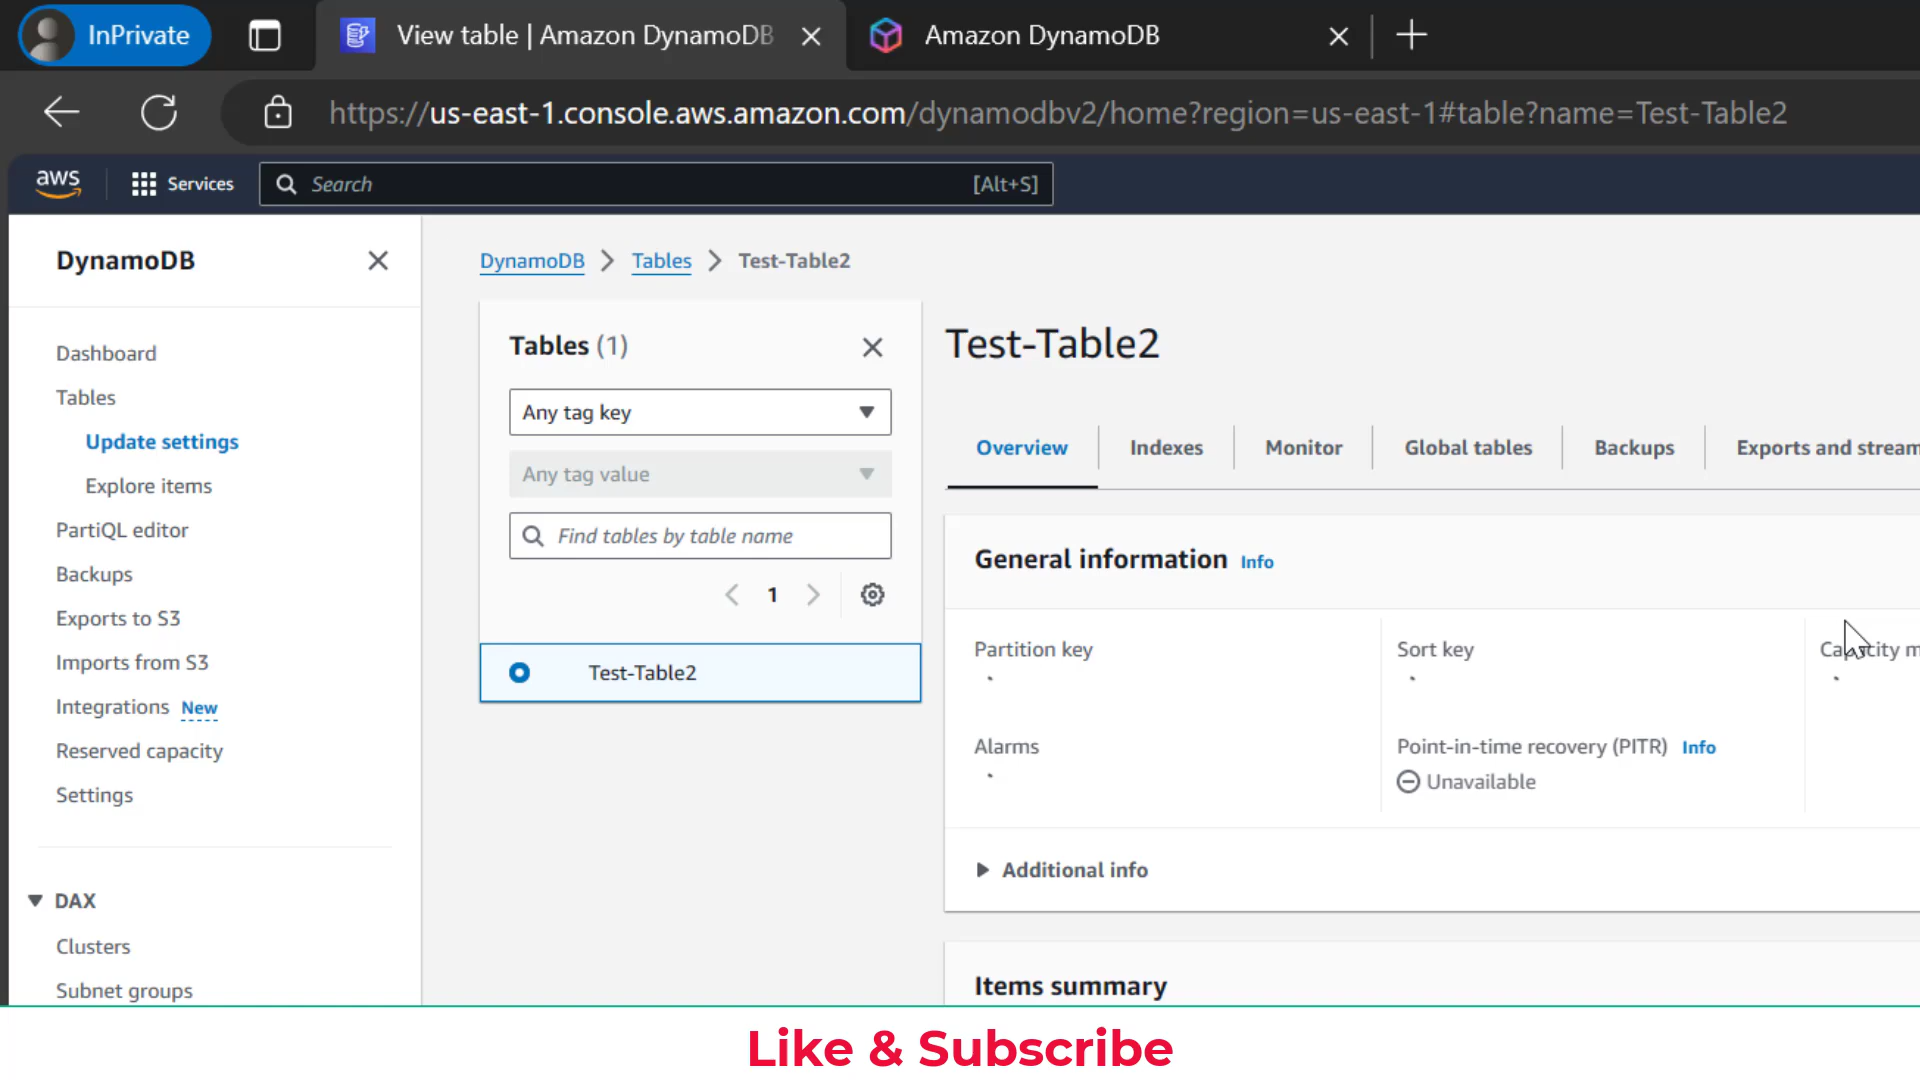 InPrivate
View table | Amazon DynamoDB
Amazon DynamoDB
https://us-east-1.console.aws.amazon.com/dynamodbv2/home?region=us-east-1#table?name=Test-Table2
aws
Services
Search
[Alt+S]
DynamoDB
Dashboard
Tables
Update settings
Explore items
PartiQL editor
Backups
Exports to S3
Imports from S3
Integrations New
Reserved capacity
Settings
DAX
Clusters
Subnet groups
DynamoDB
Tables
Test-Table2
Tables (1)
Any tag key
Any tag value
Find tables by table name
1
Test-Table2
Test-Table2
Overview
Indexes
Monitor
Global tables
Backups
Exports and stream
General information Info
Partition key
Sort key
Capacity m
Alarms
Point-in-time recovery (PITR) Info
Unavailable
Additional info
Items summary
Like & Subscribe